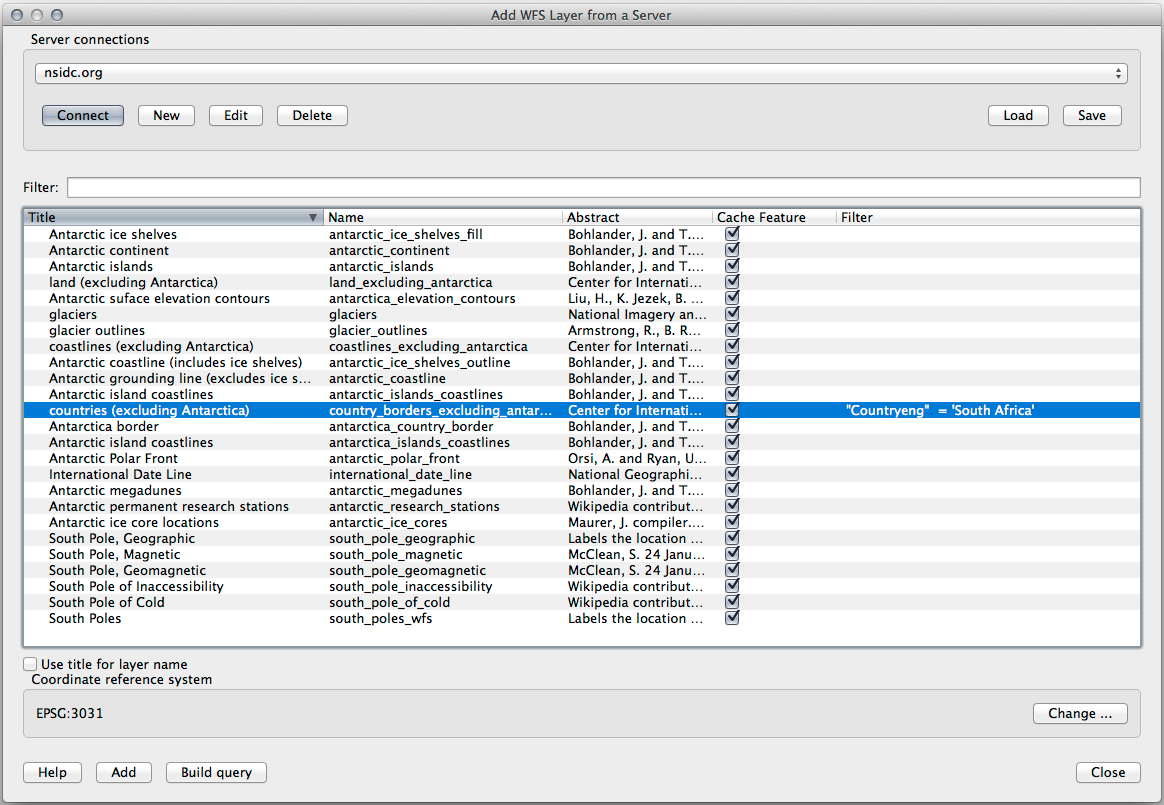 Add WFS Layer from a Server
Server connections
nsidc.org
Connect New Edit Delete Load Save
Filter:
Title Name Abstract Cache Feature Filter
Antarctic ice shelves antarctic_ice_shelves_fill Bohlander, J. and T....
Antarctic continent antarctic_continent Bohlander, J. and T....
Antarctic islands antarctic_islands Bohlander, J. and T....
land (excluding Antarctica) land_excluding_antarctica Center for Internati...
Antarctic suface elevation contours antarctica_elevation_contours Liu, H., K. Jezek, B. ...
glaciers glaciers National Imagery an...
glacier outlines glacier_outlines Armstrong, R., B. R...
coastlines (excluding Antarctica) coastlines_excluding_antarctica Center for Internati...
Antarctic coastline (includes ice shelves) antarctic_ice_shelves_outline Bohlander, J. and T....
Antarctic grounding line (excludes ice s... antarctic_coastline Bohlander, J. and T....
Antarctic island coastlines antarctic_islands_coastlines Bohlander, J. and T....
countries (excluding Antarctica) country_borders_excluding_antar... Center for Internati... "Countryeng" = 'South Africa'
Antarctica border antarctica_country_border Bohlander, J. and T....
Antarctic island coastlines antarctica_islands_coastlines Bohlander, J. and T....
Antarctic Polar Front antarctic_polar_front Orsi, A. and Ryan, U...
International Date Line international_date_line National Geographi...
Antarctic megadunes antarctic_megadunes Bohlander, J. and T....
Antarctic permanent research stations antarctic_research_stations Wikipedia contribut...
Antarctic ice core locations antarctic_ice_cores Maurer, J. compiler....
South Pole, Geographic south_pole_geographic Labels the location ...
South Pole, Magnetic south_pole_magnetic McClean, S. 24 Janu...
South Pole, Geomagnetic south_pole_geomagnetic McClean, S. 24 Janu...
South Pole of Inaccessibility south_pole_inaccessibility Wikipedia contribut...
South Pole of Cold south_pole_of_cold Wikipedia contribut...
South Poles south_poles_wfs Labels the location ...
Use title for layer name
Coordinate reference system
EPSG:3031 Change ...
Help Add Build query Close